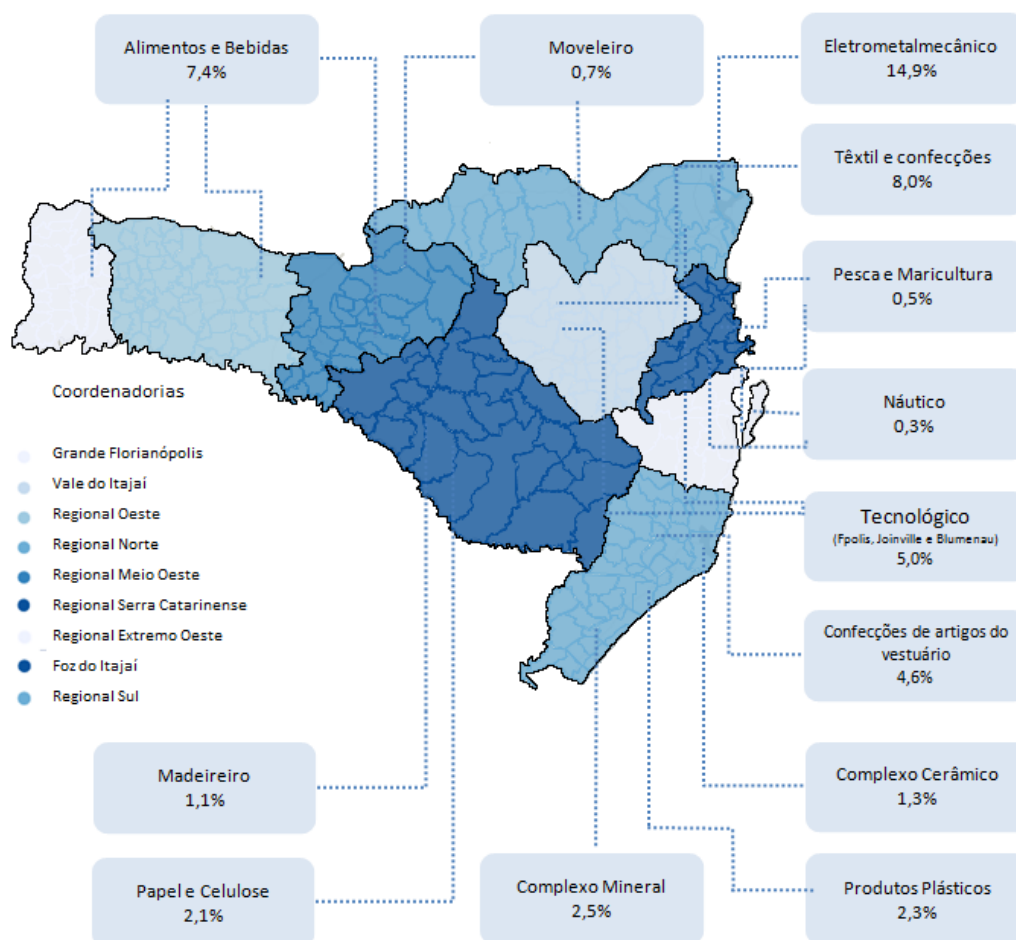 Alimentos e Bebidas
7,4%
Moveleiro
0,7%
Eletrometalmecânico
14,9%
Têxtil e confecções
8,0%
Pesca e Maricultura
0,5%
Náutico
0,3%
Tecnológico
(Fpolis, Joinville e Blumenau)
5,0%
Confecções de artigos do
vestuário
4,6%
Complexo Cerâmico
1,3%
Produtos Plásticos
2,3%
Coordenadorias
Grande Florianópolis
Vale do Itajaí
Regional Oeste
Regional Norte
Regional Meio Oeste
Regional Serra Catarinense
Regional Extremo Oeste
Foz do Itajaí
Regional Sul
Madeireiro
1,1%
Papel e Celulose
2,1%
Complexo Mineral
2,5%